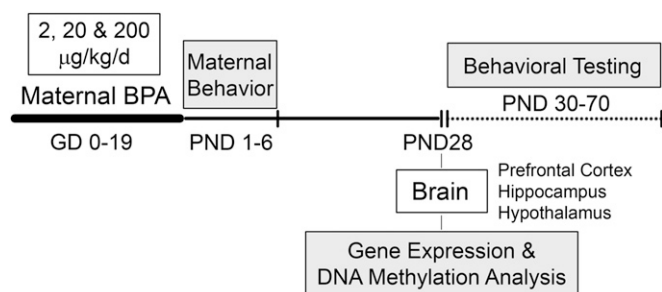 2, 20 & 200
μg/kg/d
Maternal BPA
GD 0-19
Maternal
Behavior
PND 1-6
Behavioral Testing
PND 30-70
PND28
Brain
Prefrontal Cortex
Hippocampus
Hypothalamus
Gene Expression &
DNA Methylation Analysis